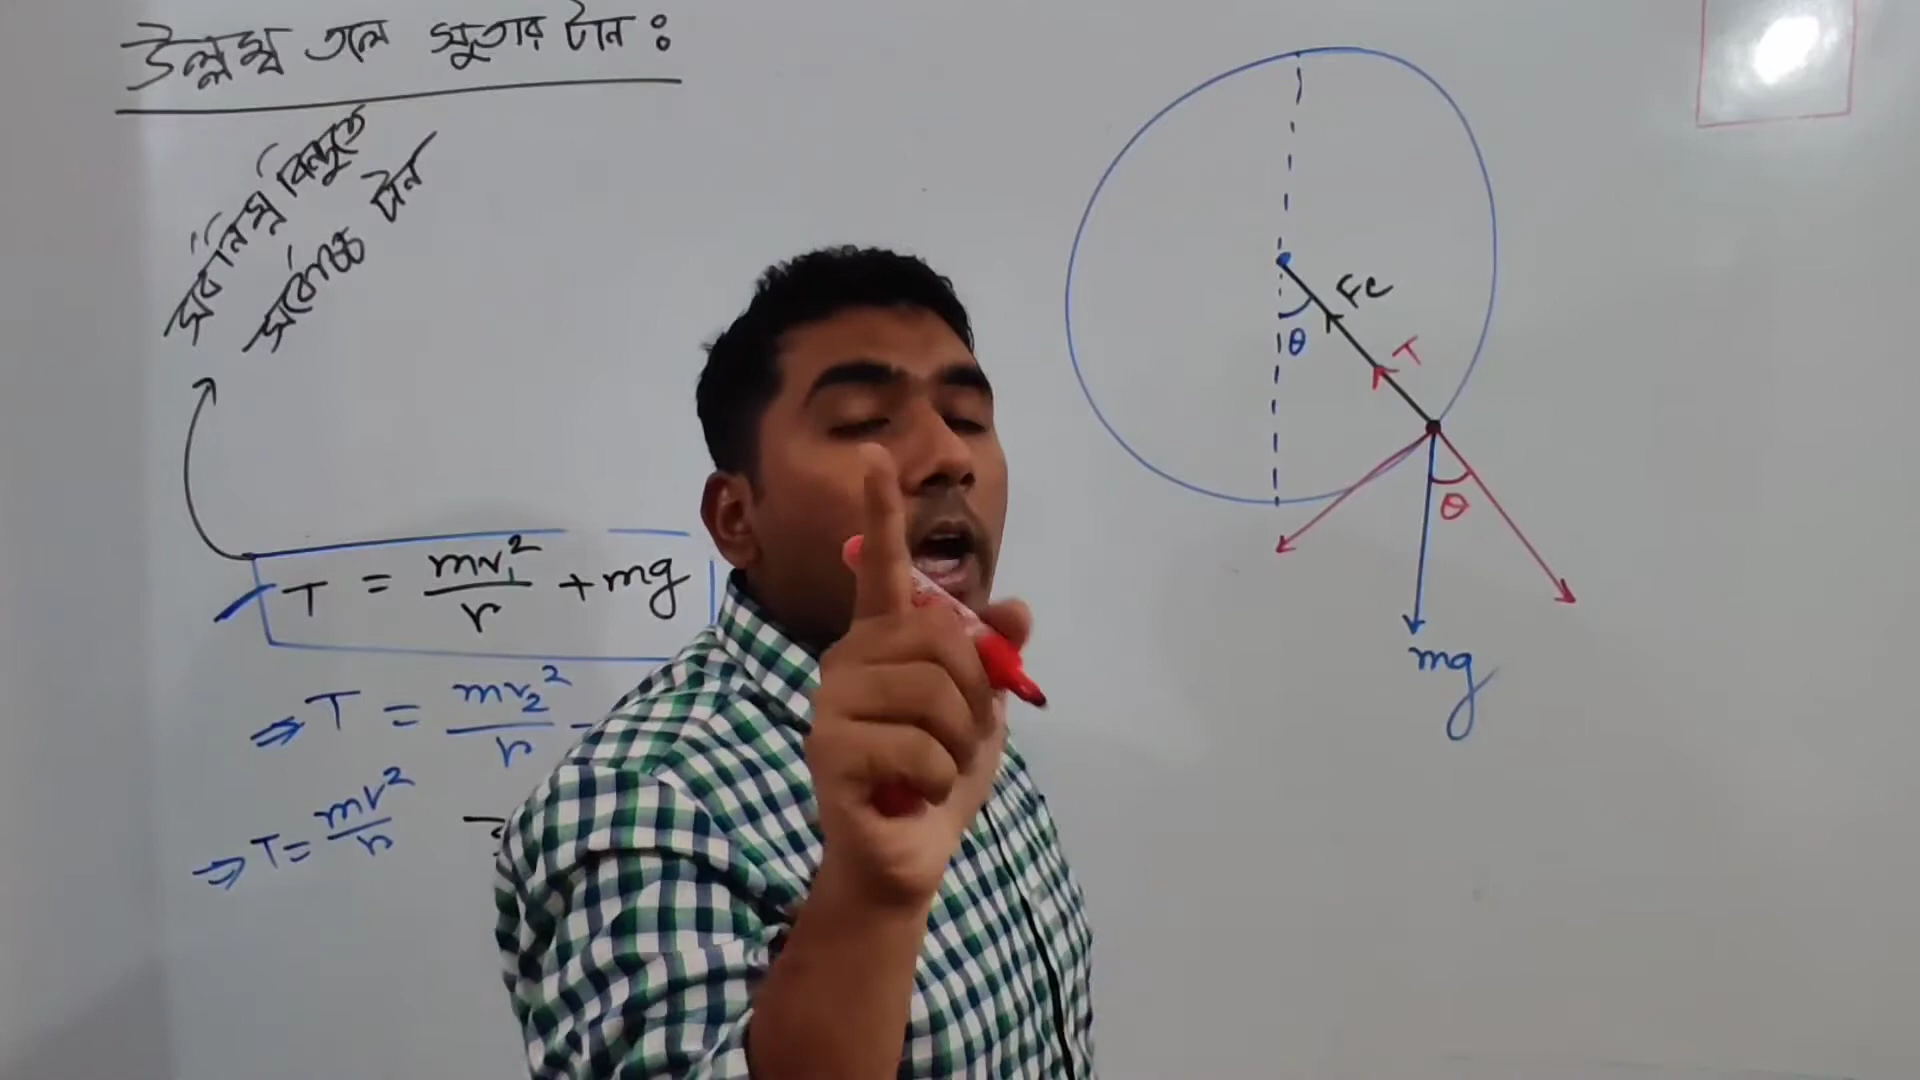 উল্লম্ব তলে সুতার টান :
সর্বনিম্ন বিন্দুতে
সর্বোচ্চ টান
T = mv₁²/r + mg
⇒ T = mv₂²/r -
⇒ T = mv²/r
Fc
T
θ
θ
mg